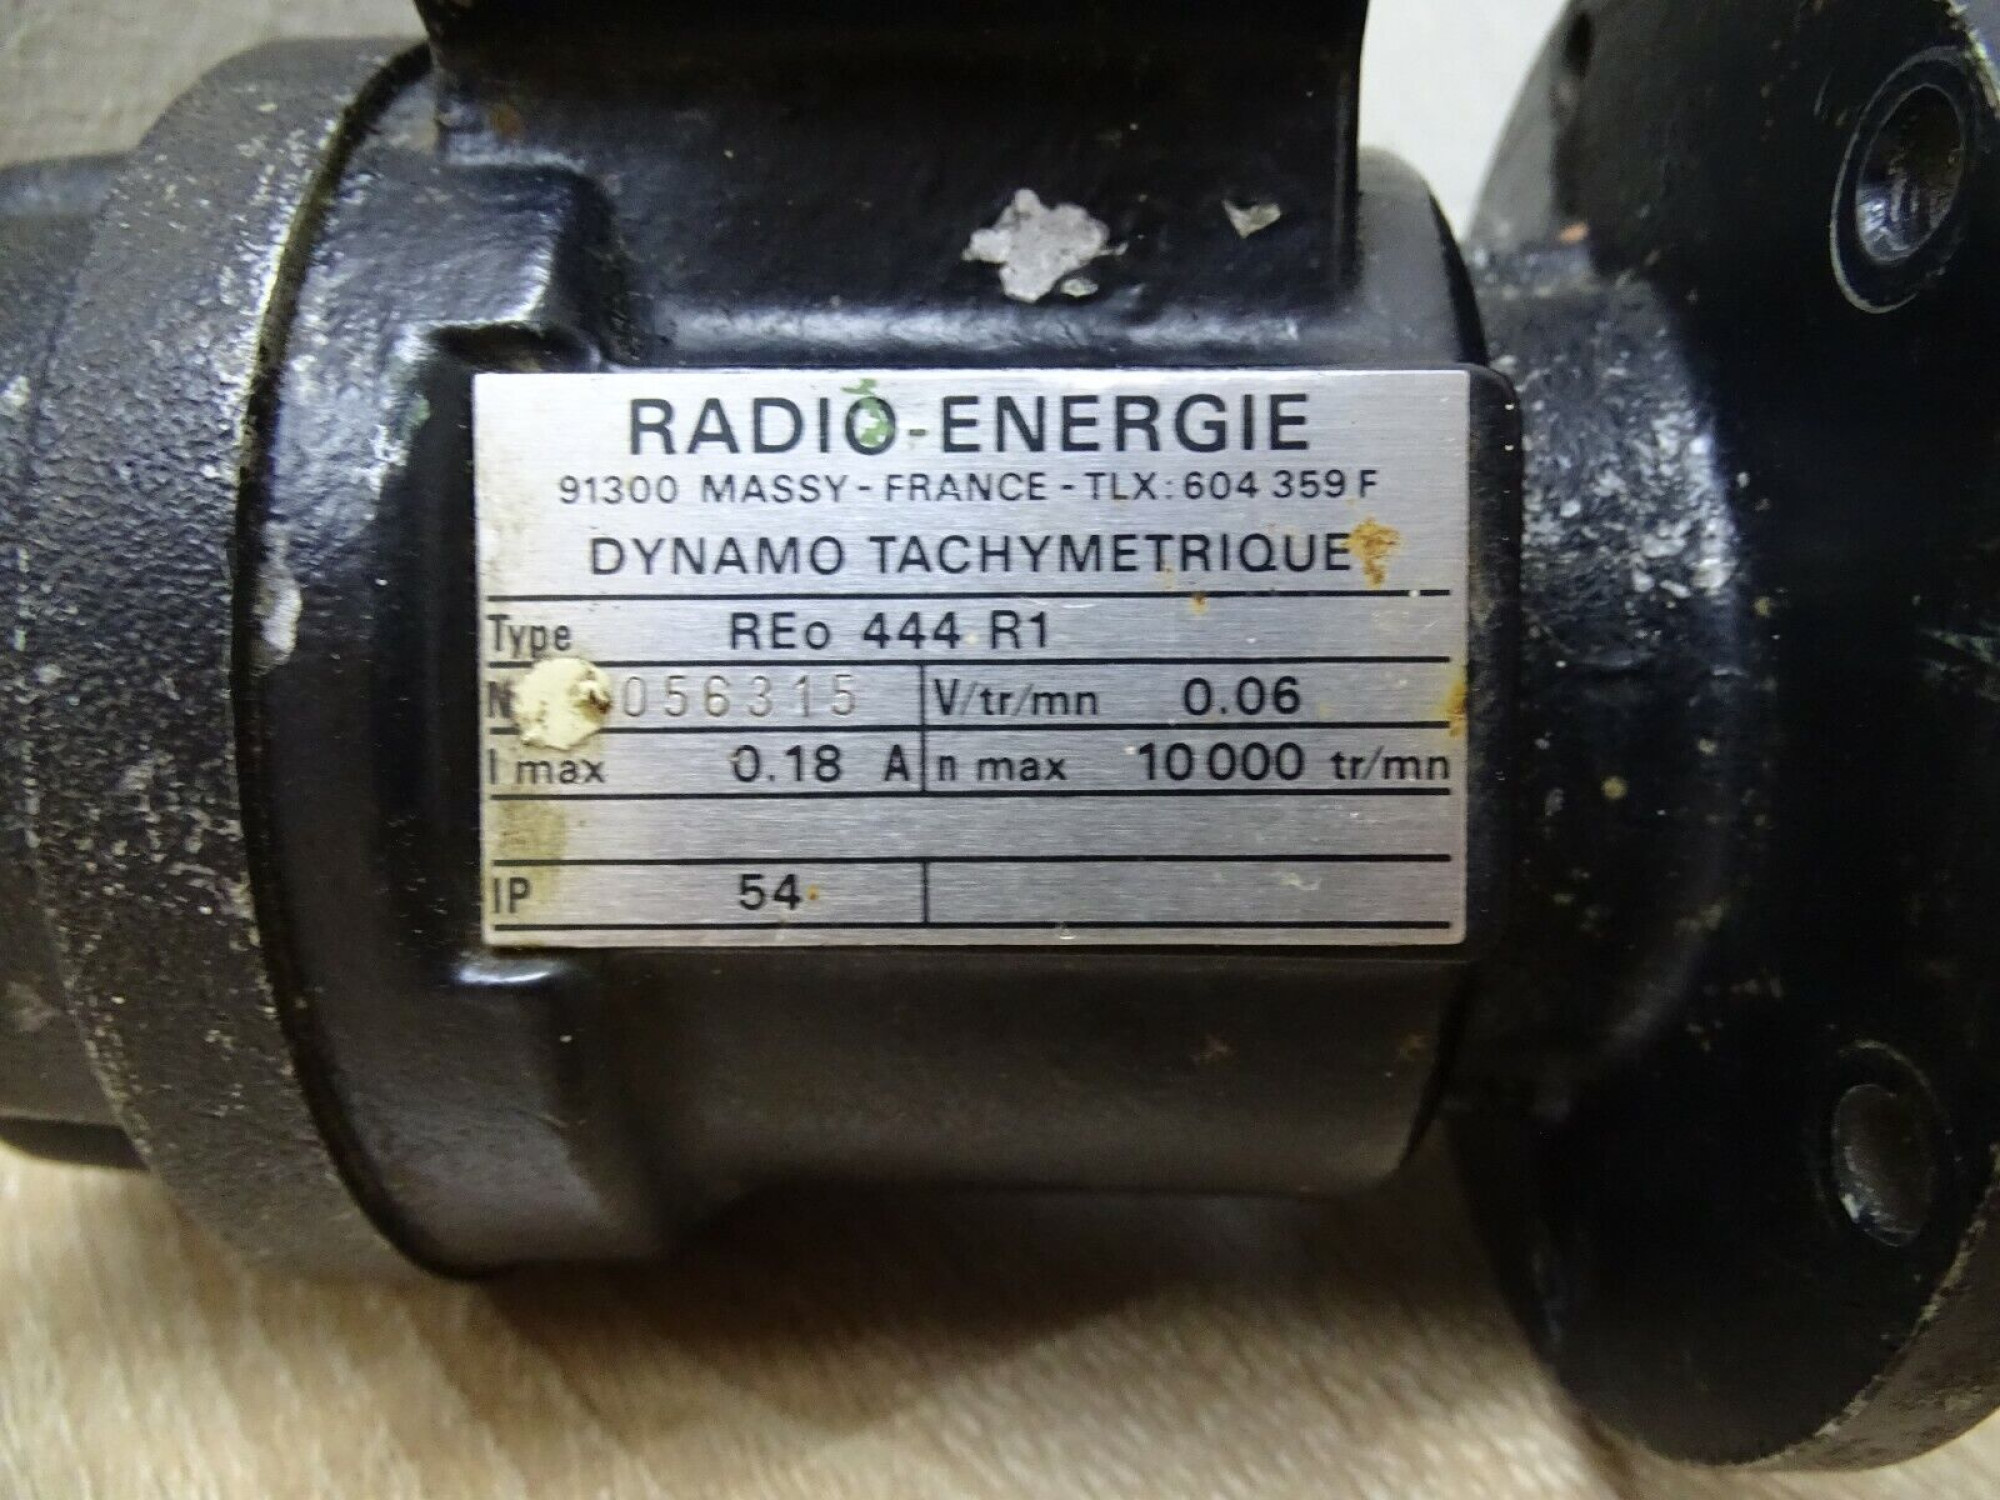 RADIO-ENERGIE
91300 MASSY - FRANCE - TLX: 604 359 F
DYNAMO TACHYMETRIQUE
Type REo 444 R1
056315 V/tr/mn 0.06
I max 0.18 A n max 10 000 tr/mn
IP 54